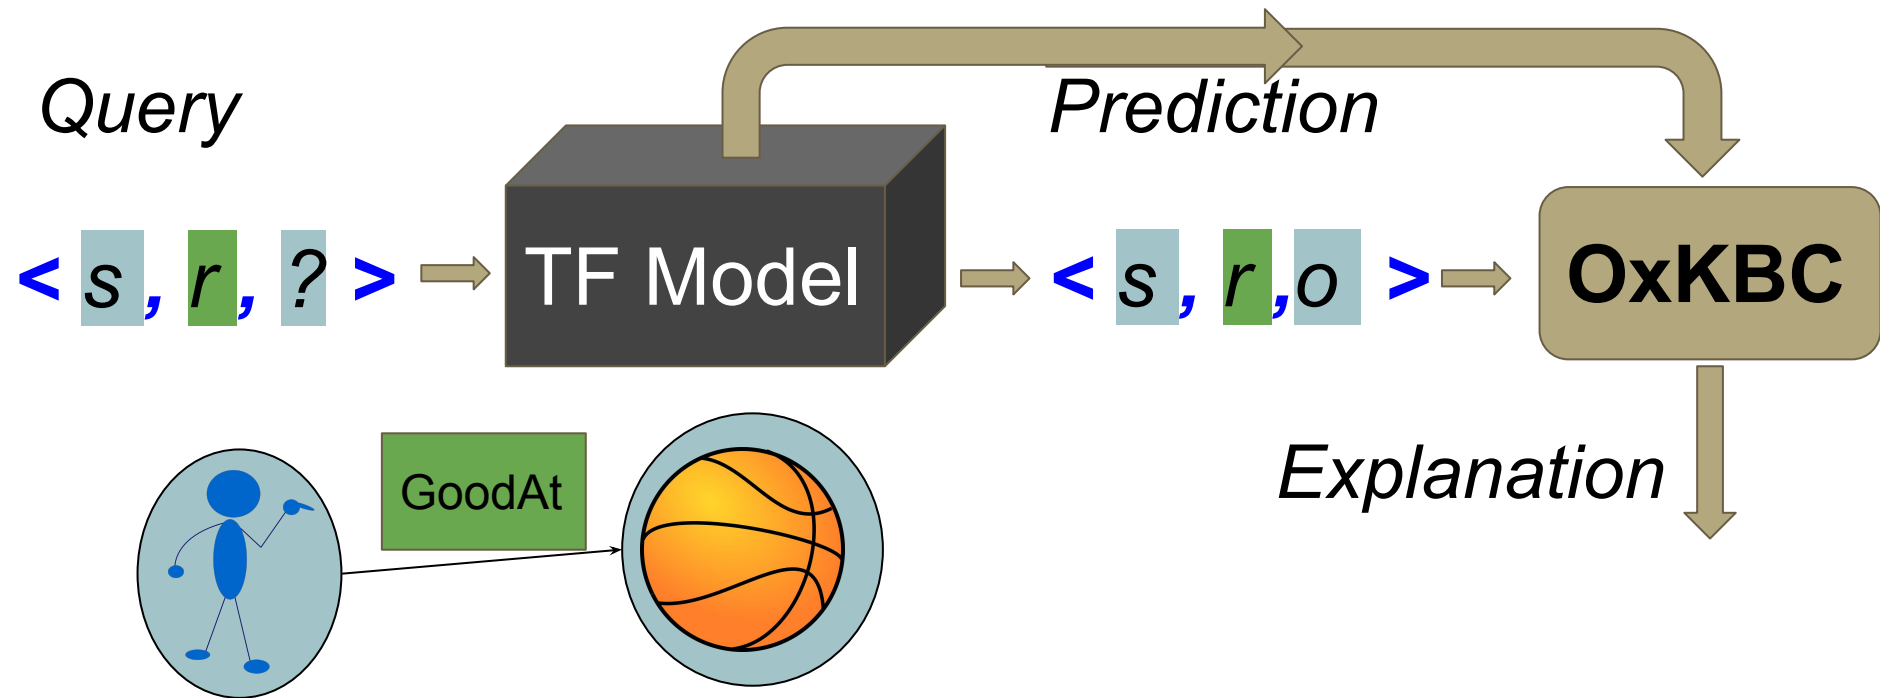 Query
Prediction
< s , r , ? >
TF Model
< s , r ,o >
OxKBC
GoodAt
Explanation